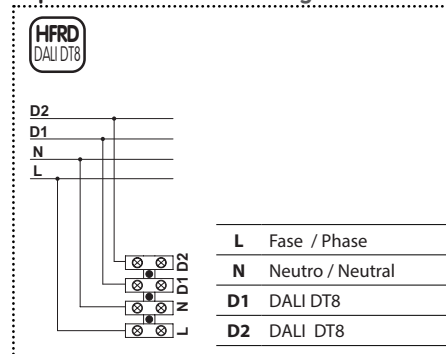 HFRD
DALI DT8
D2
D1
N
L
D2
D1
N
L
L Fase / Phase
N Neutro / Neutral
D1 DALI DT8
D2 DALI DT8